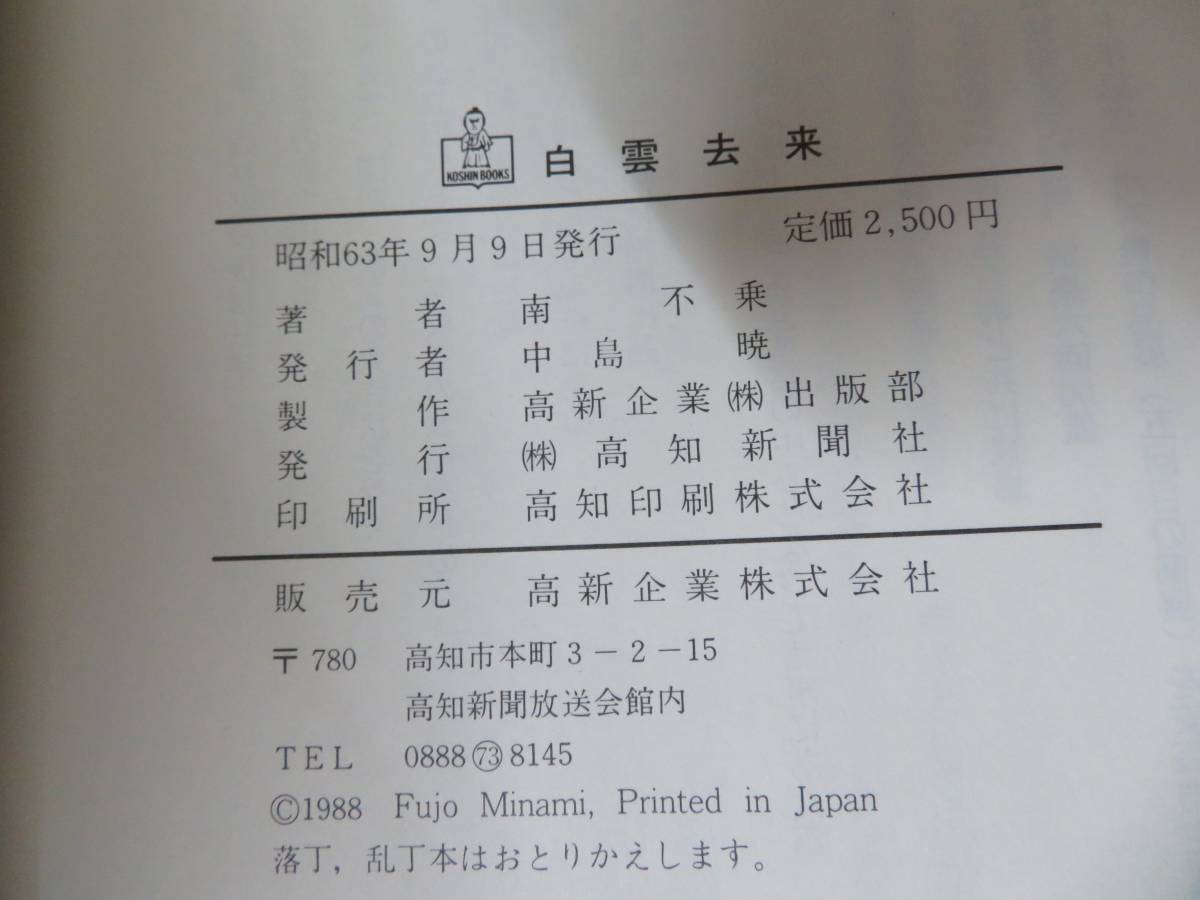 KOSHIN BOOKS
白雲去来
昭和63年9月9日発行 定価2,500円
著者 南不乗
発行者 中島暁
製作 高新企業㈱出版部
発行 ㈱高知新聞社
印刷所 高知印刷株式会社
販売元 高新企業株式会社
〒780 高知市本町3-2-15
高知新聞放送会館内
TEL 0888㊂8145
©1988 Fujo Minami, Printed in Japan
落丁，乱丁本はおとりかえします。